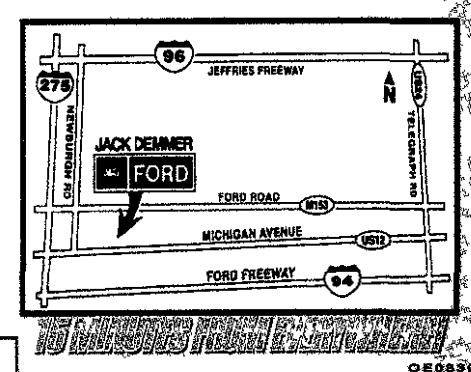 96
JEFFRIES FREEWAY
275
N
US24
NEWBURGH RD
TELEGRAPH RD
JACK DEMMER
FORD
FORD ROAD
M153
MICHIGAN AVENUE
US12
FORD FREEWAY
94